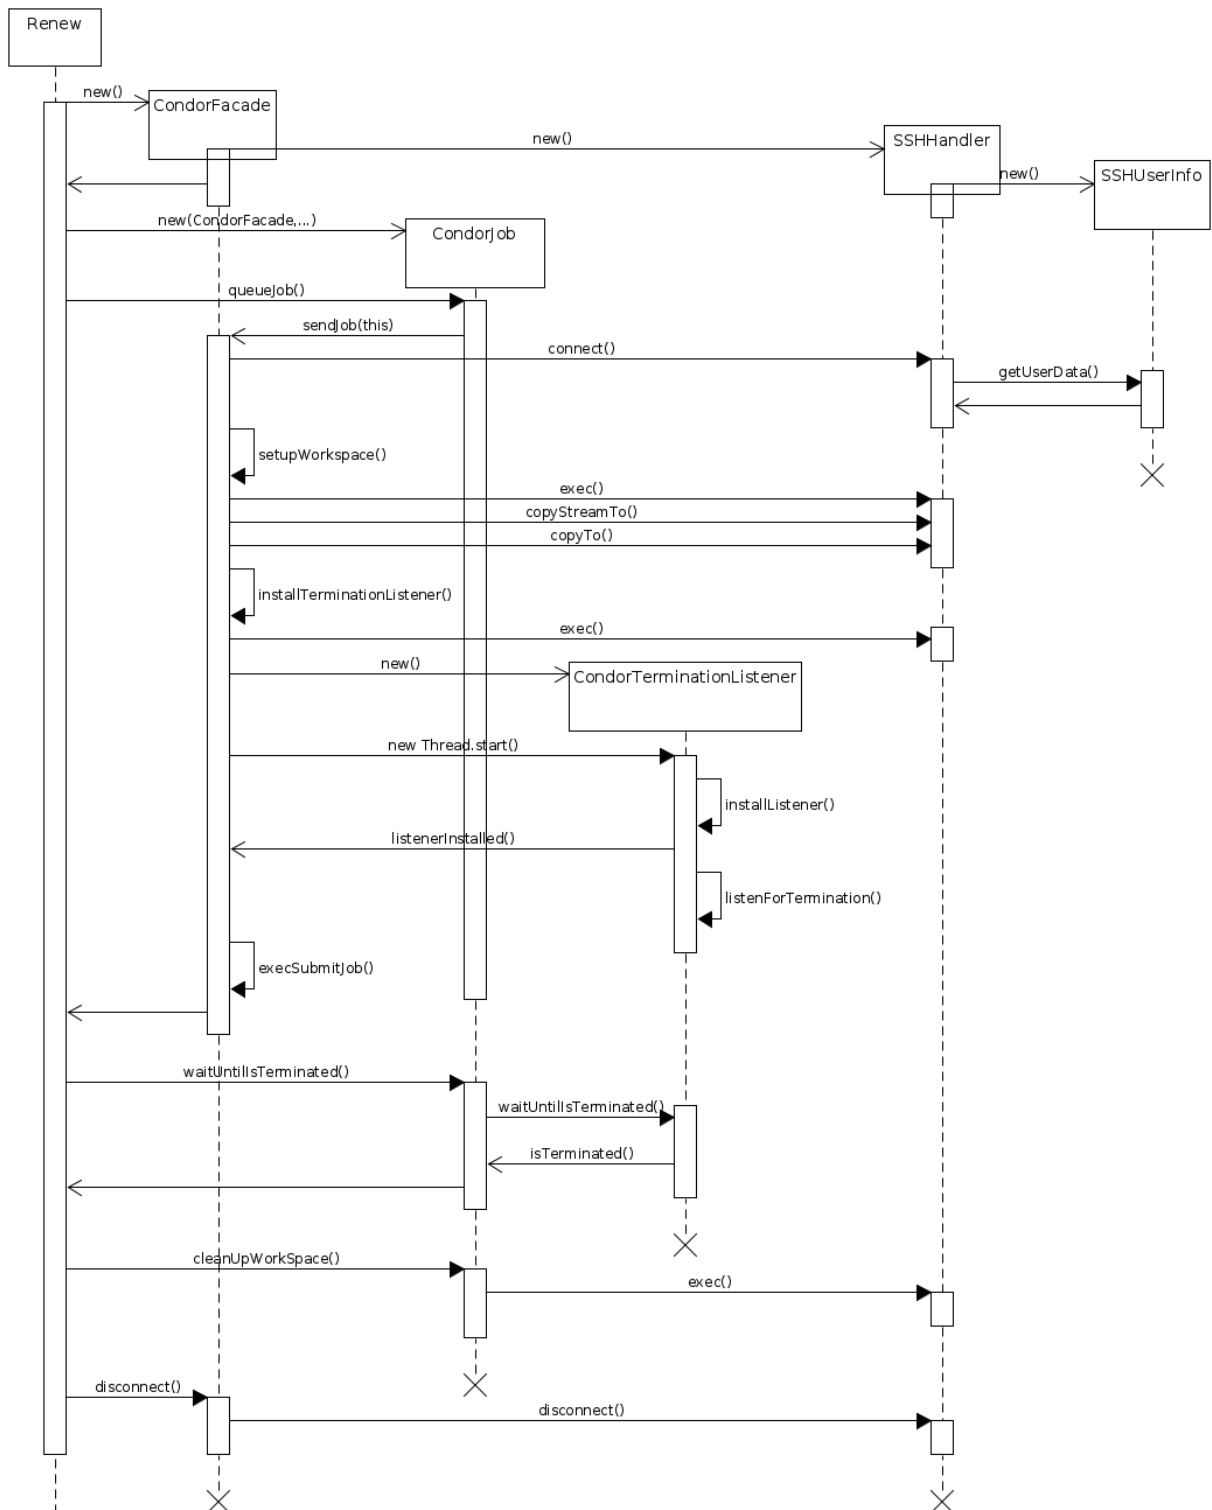 Renew
new()
CondorFacade
new()
SSHHandler
new()
SSHUserInfo
new(CondorFacade,...)
CondorJob
queueJob()
sendJob(this)
connect()
getUserData()
setupWorkspace()
exec()
copyStreamTo()
copyTo()
installTerminationListener()
exec()
new()
CondorTerminationListener
new Thread.start()
installListener()
listenerInstalled()
listenForTermination()
execSubmitJob()
waitUntilIsTerminated()
waitUntilIsTerminated()
isTerminated()
cleanUpWorkSpace()
exec()
disconnect()
disconnect()